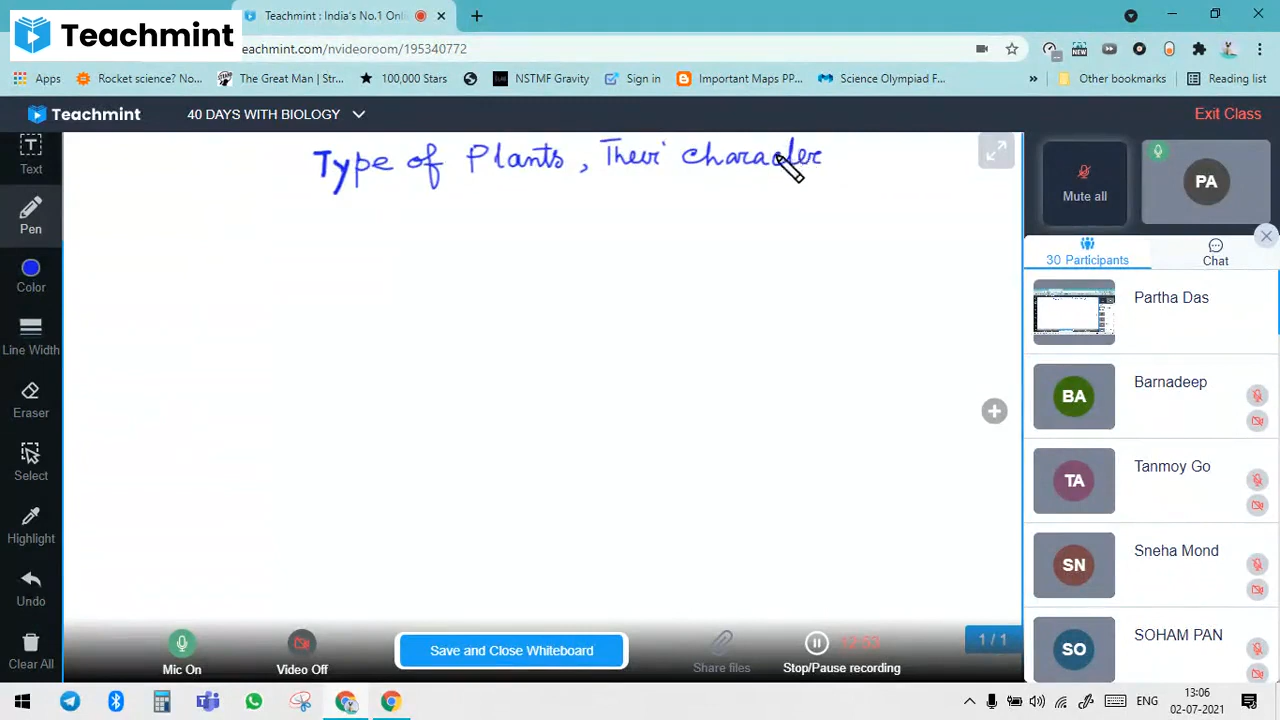 Teachmint
Teachmint : India's No.1 Onl
eachmint.com/nvideoroom/195340772
Apps
Rocket science? No...
The Great Man | Str...
100,000 Stars
NSTMF Gravity
Sign in
Important Maps PP...
Science Olympiad F...
»
Other bookmarks
Reading list
Teachmint
40 DAYS WITH BIOLOGY
Exit Class
Type of Plants, Their character
Text
Pen
Color
Line Width
Eraser
Select
Highlight
Undo
Clear All
Mute all
PA
30 Participants
Chat
Partha Das
BA
Barnadeep
TA
Tanmoy Go
SN
Sneha Mond
SO
SOHAM PAN
Mic On
Video Off
Save and Close Whiteboard
Share files
Stop/Pause recording
1 / 1
ENG
13:06
02-07-2021